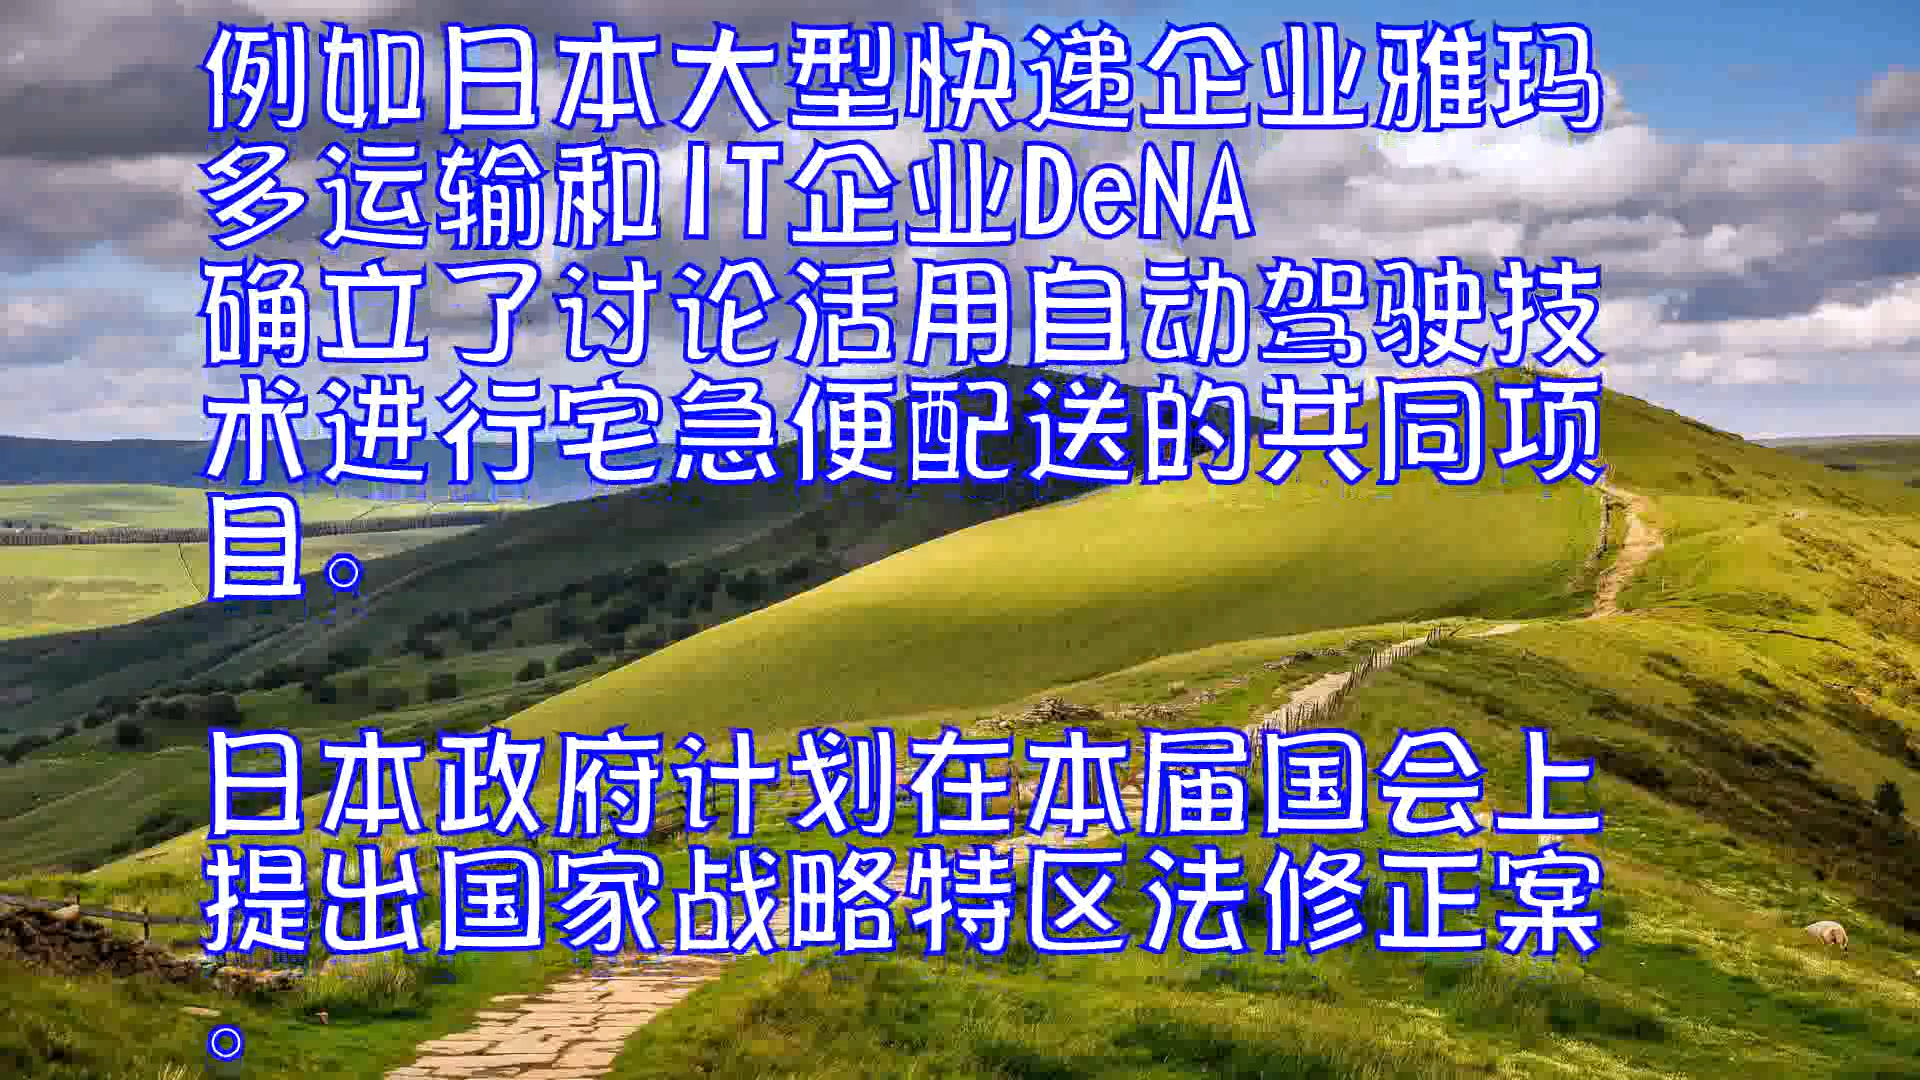 例如日本大型快递企业雅玛
多运输和IT企业DeNA
确立了讨论活用自动驾驶技
术进行宅急便配送的共同项
目。
日本政府计划在本届国会上
提出国家战略特区法修正案
。